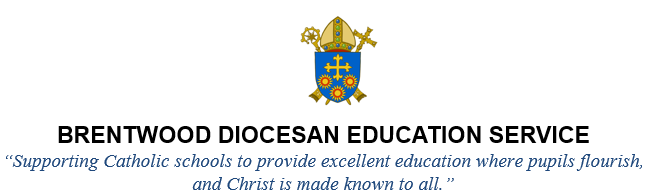 BRENTWOOD DIOCESAN EDUCATION SERVICE
“Supporting Catholic schools to provide excellent education where pupils flourish,
and Christ is made known to all.”